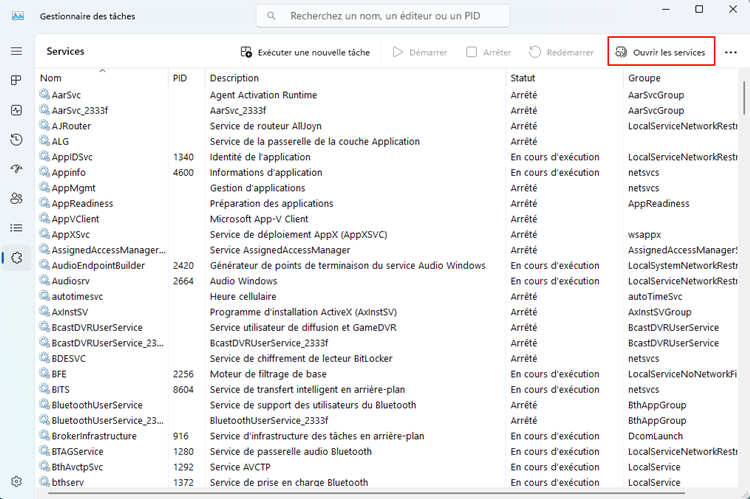 Gestionnaire des tâches
Recherchez un nom, un éditeur ou un PID
Services Exécuter une nouvelle tâche Démarrer Arrêter Redémarrer Ouvrir les services
Nom PID Description Statut Groupe
AarSvc Agent Activation Runtime Arrêté AarSvcGroup
AarSvc_2333f AarSvc_2333f Arrêté AarSvcGroup
AJRouter Service de routeur AllJoyn Arrêté LocalServiceNetworkRestr
ALG Service de la passerelle de la couche Application Arrêté
AppIDSvc 1340 Identité de l'application En cours d'exécution LocalServiceNetworkRestr
Appinfo 4600 Informations d'application En cours d'exécution netsvcs
AppMgmt Gestion d'applications Arrêté netsvcs
AppReadiness Préparation des applications Arrêté AppReadiness
AppVClient Microsoft App-V Client Arrêté
AppXSvc Service de déploiement AppX (AppXSVC) Arrêté wsappx
AssignedAccessManager... Service AssignedAccessManager Arrêté AssignedAccessManagerS
AudioEndpointBuilder 2420 Générateur de points de terminaison du service Audio Windows En cours d'exécution LocalSystemNetworkRestr
Audiosrv 2664 Audio Windows En cours d'exécution LocalServiceNetworkRestr
autotimesvc Heure cellulaire Arrêté autoTimeSvc
AxInstSV Programme d'installation ActiveX (AxInstSV) Arrêté AxInstSVGroup
BcastDVRUserService Service utilisateur de diffusion et GameDVR Arrêté BcastDVRUserService
BcastDVRUserService_233... BcastDVRUserService_2333f Arrêté BcastDVRUserService
BDESVC Service de chiffrement de lecteur BitLocker Arrêté netsvcs
BFE 2256 Moteur de filtrage de base En cours d'exécution LocalServiceNoNetworkFi
BITS 8604 Service de transfert intelligent en arrière-plan En cours d'exécution netsvcs
BluetoothUserService Service de support des utilisateurs du Bluetooth Arrêté BthAppGroup
BluetoothUserService_23... BluetoothUserService_2333f Arrêté BthAppGroup
BrokerInfrastructure 916 Service d'infrastructure des tâches en arrière-plan En cours d'exécution DcomLaunch
BTAGService 1280 Service de passerelle audio Bluetooth En cours d'exécution LocalServiceNetworkRestr
BthAvctpSvc 1292 Service AVCTP En cours d'exécution LocalService
bthserv 1372 Service de prise en charge Bluetooth En cours d'exécution LocalService